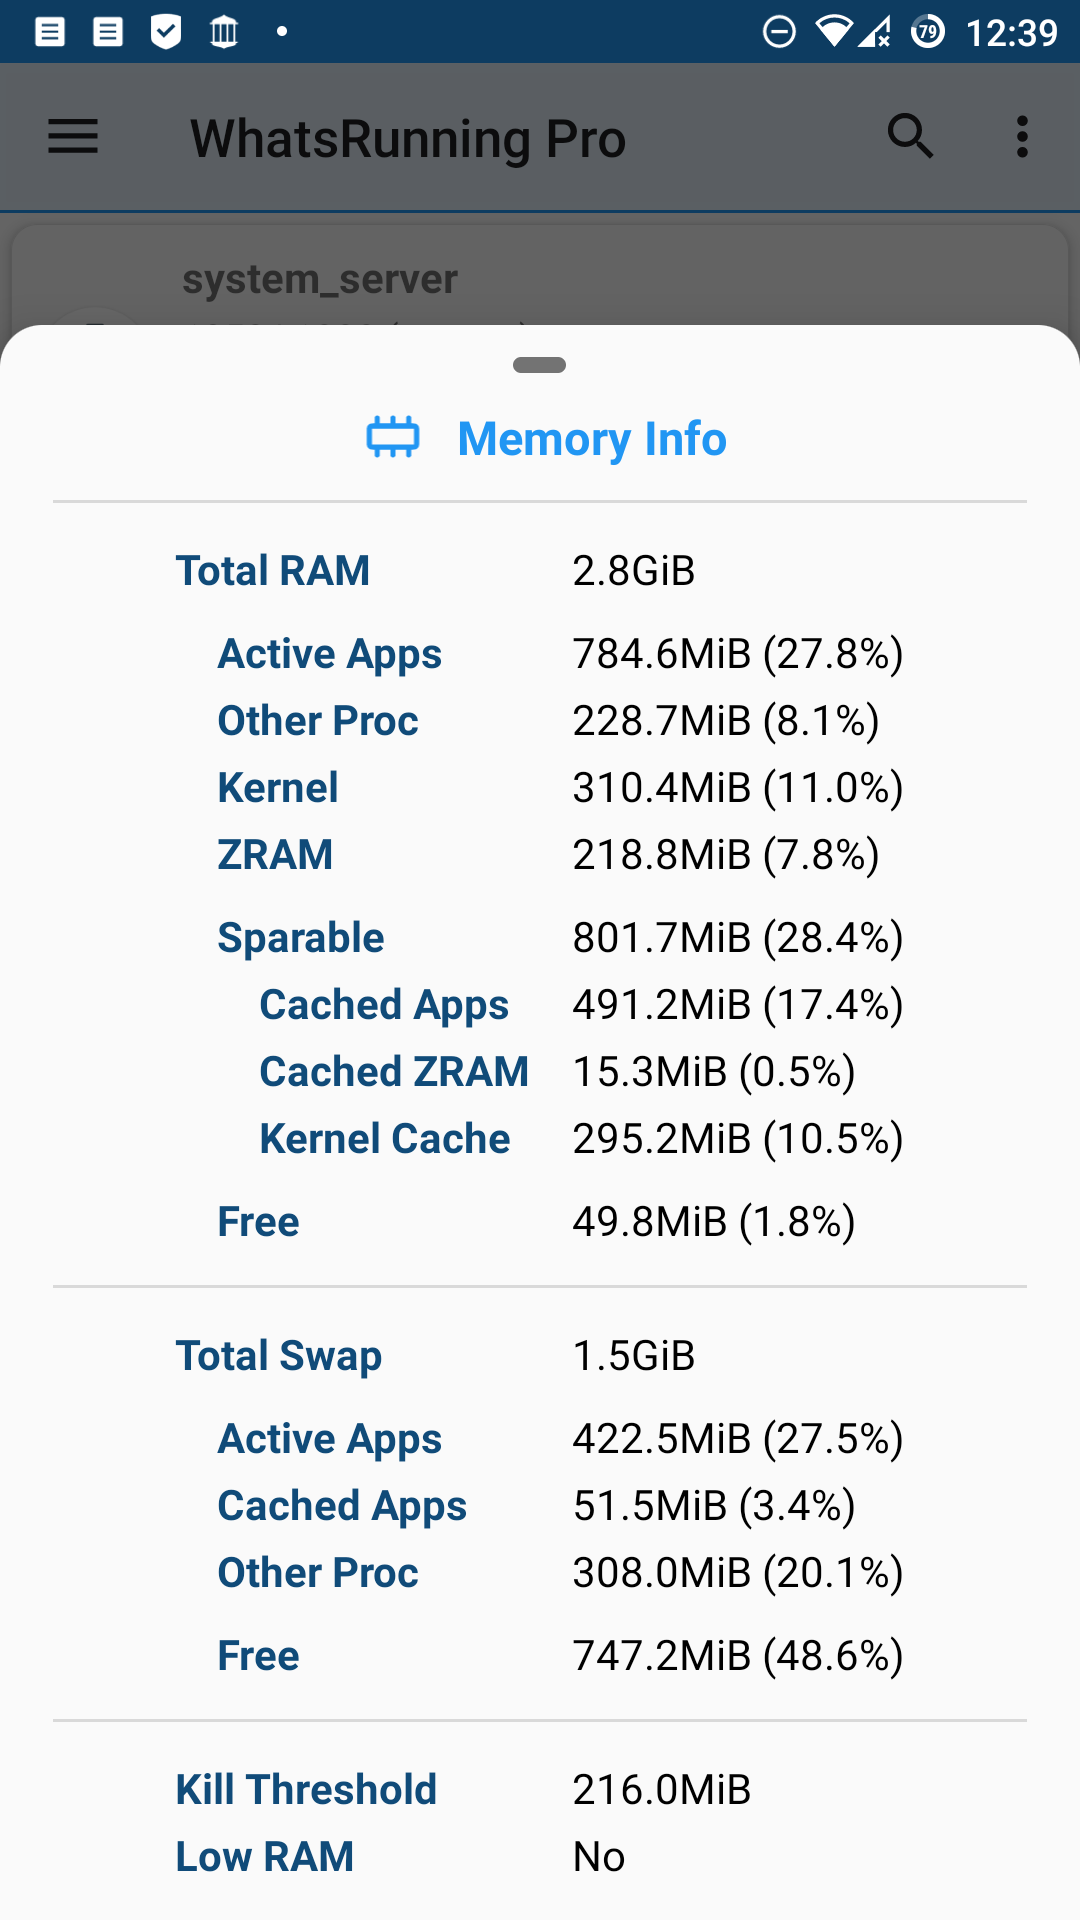 79 12:39
WhatsRunning Pro
system_server
Memory Info
Total RAM 2.8GiB
Active Apps 784.6MiB (27.8%)
Other Proc 228.7MiB (8.1%)
Kernel 310.4MiB (11.0%)
ZRAM 218.8MiB (7.8%)
Sparable 801.7MiB (28.4%)
Cached Apps 491.2MiB (17.4%)
Cached ZRAM 15.3MiB (0.5%)
Kernel Cache 295.2MiB (10.5%)
Free 49.8MiB (1.8%)
Total Swap 1.5GiB
Active Apps 422.5MiB (27.5%)
Cached Apps 51.5MiB (3.4%)
Other Proc 308.0MiB (20.1%)
Free 747.2MiB (48.6%)
Kill Threshold 216.0MiB
Low RAM No